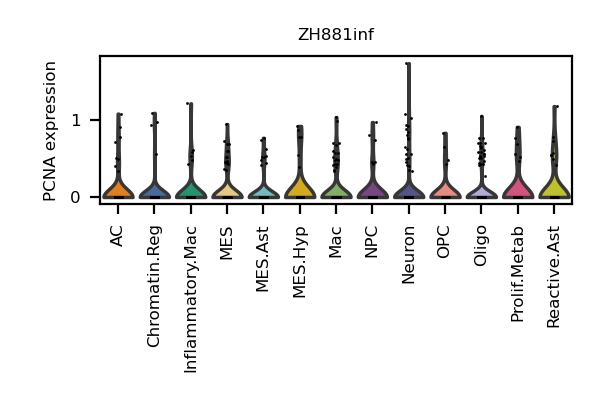 ZH881inf
PCNA expression
1
0
AC
Chromatin.Reg
Inflammatory.Mac
MES
MES.Ast
MES.Hyp
Mac
NPC
Neuron
OPC
Oligo
Prolif.Metab
Reactive.Ast